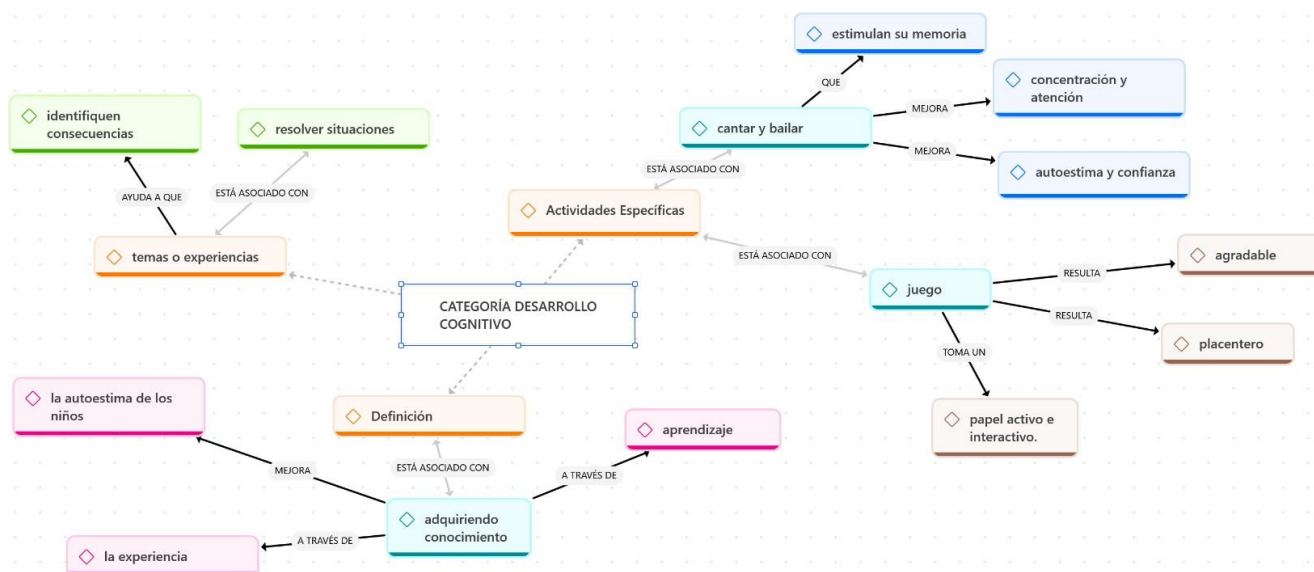 estimulan su memoria
QUE
concentración y
atención
MEJORA
identifiquen
consecuencias
resolver situaciones
cantar y bailar
MEJORA
autoestima y confianza
ESTÁ ASOCIADO CON
AYUDA A QUE
ESTÁ ASOCIADO CON
Actividades Específicas
temas o experiencias
ESTÁ ASOCIADO CON
agradable
RESULTA
juego
CATEGORÍA DESARROLLO
COGNITIVO
RESULTA
placentero
TOMA UN
papel activo e
interactivo.
la autoestima de los
niños
Definición
aprendizaje
MEJORA
ESTÁ ASOCIADO CON
A TRAVÉS DE
adquiriendo
conocimiento
A TRAVÉS DE
la experiencia